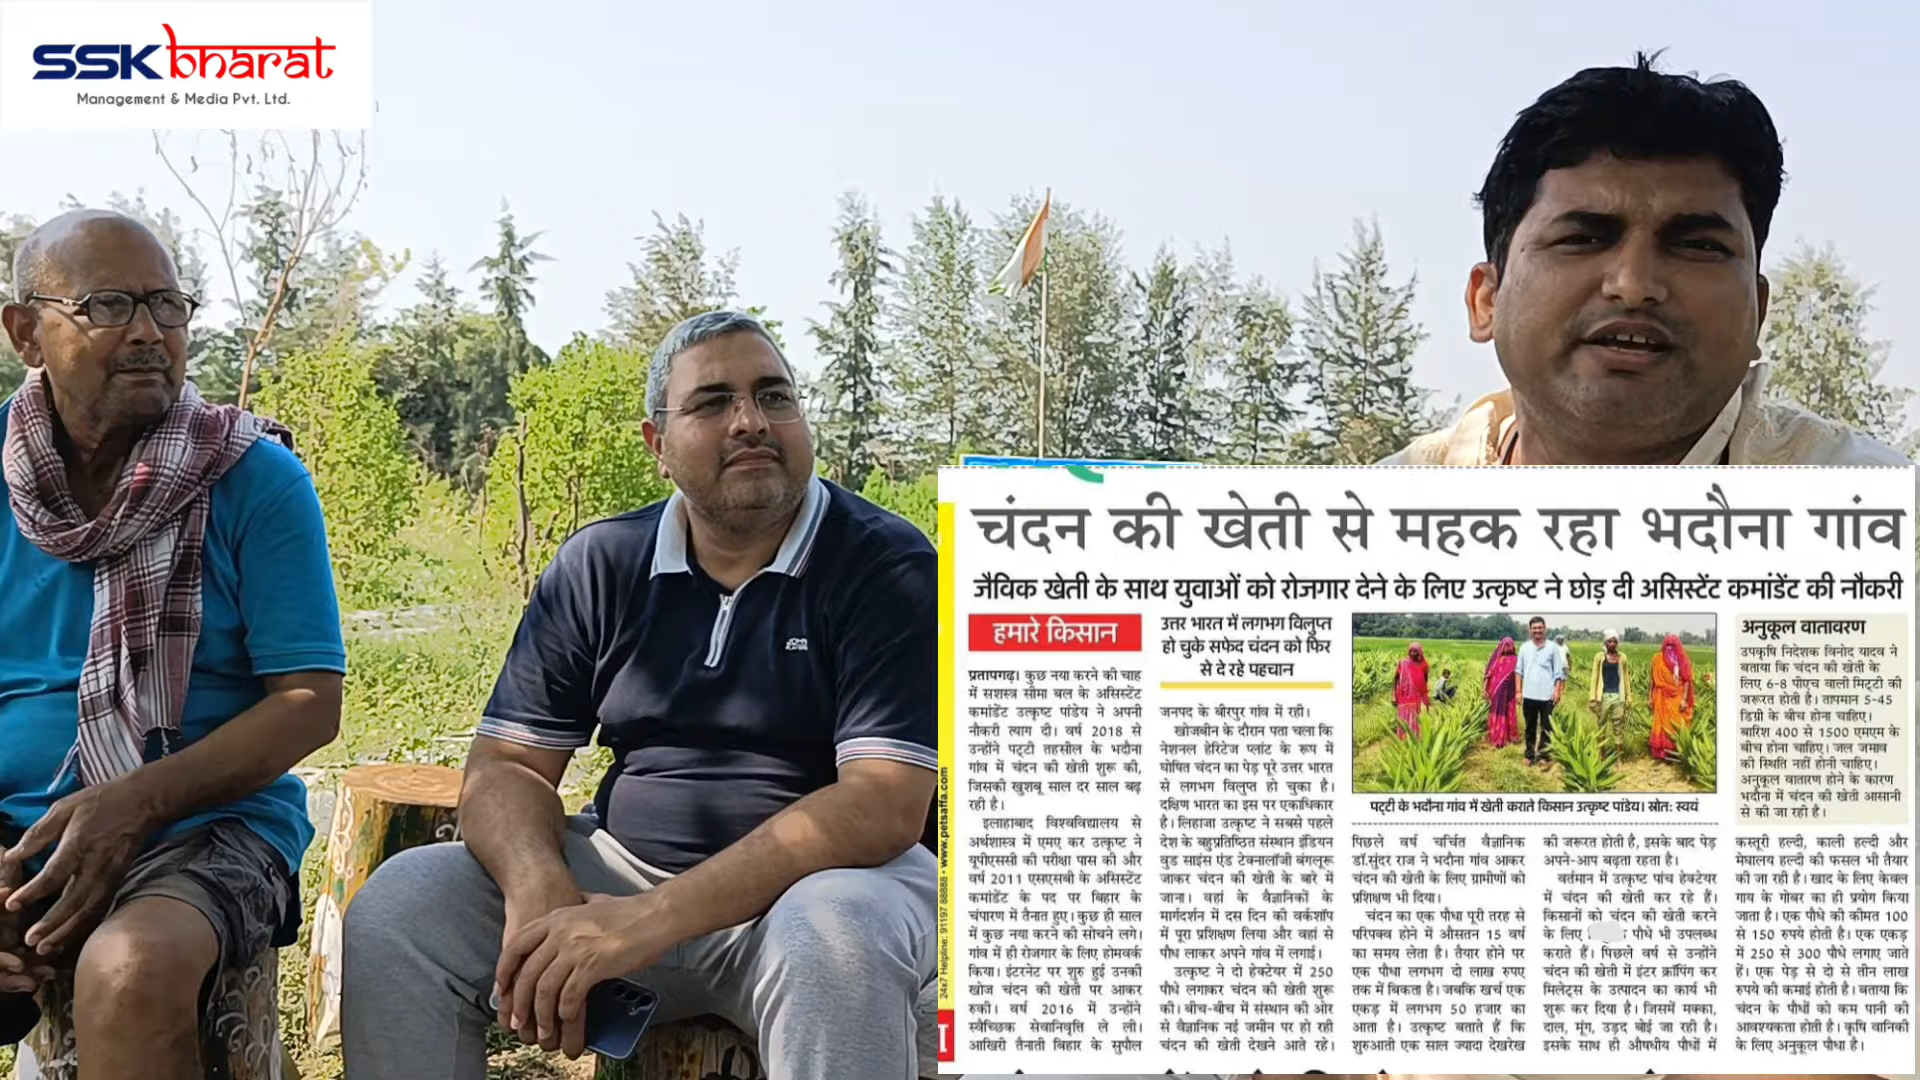 SSK bharat
Management & Media Pvt. Ltd.
JOHN
PLAYERS
24x7 Helpline: 91197 88888 • www.petsaffa.com
चंदन की खेती से महक रहा भदौना गांव
जैविक खेती के साथ युवाओं को रोजगार देने के लिए उत्कृष्ट ने छोड़ दी असिस्टेंट कमांडेंट की नौकरी
हमारे किसान
प्रतापगढ़। कुछ नया करने की चाह
में सशस्त्र सीमा बल के असिस्टेंट
कमांडेंट उत्कृष्ट पांडेय ने अपनी
नौकरी त्याग दी। वर्ष 2018 से
उन्होंने पट्टी तहसील के भदौना
गांव में चंदन की खेती शुरू की,
जिसकी खुशबू साल दर साल बढ़
रही है।
इलाहाबाद विश्वविद्यालय से
अर्थशास्त्र में एमए कर उत्कृष्ट ने
यूपीएससी की परीक्षा पास की और
वर्ष 2011 एसएसबी के असिस्टेंट
कमांडेंट के पद पर बिहार के
चंपारण में तैनात हुए। कुछ ही साल
में कुछ नया करने की सोचने लगे।
गांव में ही रोजगार के लिए होमवर्क
किया। इंटरनेट पर शुरू हुई उनकी
खोज चंदन की खेती पर आकर
रुकी। वर्ष 2016 में उन्होंने
स्वैच्छिक सेवानिवृत्ति ले ली।
आखिरी तैनाती बिहार के सुपौल
उत्तर भारत में लगभग विलुप्त
हो चुके सफेद चंदन को फिर
से दे रहे पहचान
जनपद के बीरपुर गांव में रही।
खोजबीन के दौरान पता चला कि
नेशनल हेरिटेज प्लांट के रूप में
घोषित चंदन का पेड़ पूरे उत्तर भारत
से लगभग विलुप्त हो चुका है।
दक्षिण भारत का इस पर एकाधिकार
है। लिहाजा उत्कृष्ट ने सबसे पहले
देश के बहुप्रतिष्ठित संस्थान इंडियन
वुड साइंस एंड टेक्नालॉजी बंगलूरू
जाकर चंदन की खेती के बारे में
जाना। वहां के वैज्ञानिकों के
मार्गदर्शन में दस दिन की वर्कशॉप
में पूरा प्रशिक्षण लिया और वहां से
पौध लाकर अपने गांव में लगाई।
उत्कृष्ट ने दो हेक्टेयर में 250
पौधे लगाकर चंदन की खेती शुरू
की। बीच-बीच में संस्थान की ओर
से वैज्ञानिक नई जमीन पर हो रही
चंदन की खेती देखने आते रहे।
पट्टी के भदौना गांव में खेती कराते किसान उत्कृष्ट पांडेय। स्रोत: स्वयं
पिछले वर्ष चर्चित वैज्ञानिक
डॉ.सुंदर राज ने भदौना गांव आकर
चंदन की खेती के लिए ग्रामीणों को
प्रशिक्षण भी दिया।
चंदन का एक पौधा पूरी तरह से
परिपक्व होने में औसतन 15 वर्ष
का समय लेता है। तैयार होने पर
एक पौधा लगभग दो लाख रुपए
तक में बिकता है। जबकि खर्च एक
एकड़ में लगभग 50 हजार का
आता है। उत्कृष्ट बताते हैं कि
शुरुआती एक साल ज्यादा देखरेख
की जरूरत होती है, इसके बाद पेड़
अपने-आप बढ़ता रहता है।
वर्तमान में उत्कृष्ट पांच हेक्टेयर
में चंदन की खेती कर रहे हैं।
किसानों को चंदन की खेती करने
के लिए पौधे भी उपलब्ध
कराते हैं। पिछले वर्ष से उन्होंने
चंदन की खेती में इंटर क्रॉपिंग कर
मिलेट्स के उत्पादन का कार्य भी
शुरू कर दिया है। जिसमें मक्का,
दाल, मूंग, उड़द बोई जा रही है।
इसके साथ ही औषधीय पौधों में
अनुकूल वातावरण
उपकृषि निदेशक विनोद यादव ने
बताया कि चंदन की खेती के
लिए 6-8 पीएच वाली मिट्टी की
जरूरत होती है। तापमान 5-45
डिग्री के बीच होना चाहिए।
बारिश 400 से 1500 एमएम के
बीच होना चाहिए। जल जमाव
की स्थिति नहीं होनी चाहिए।
अनुकूल वातारण होने के कारण
भदौना में चंदन की खेती आसानी
से की जा रही है।
कस्तूरी हल्दी, काली हल्दी और
मेघालय हल्दी की फसल भी तैयार
की जा रही है। खाद के लिए केवल
गाय के गोबर का ही प्रयोग किया
जाता है। एक पौधे की कीमत 100
से 150 रुपये होती है। एक एकड़
में 250 से 300 पौधे लगाए जाते
हैं। एक पेड़ से दो से तीन लाख
रुपये की कमाई होती है। बताया कि
चंदन के पौधों को कम पानी की
आवश्यकता होती है। कृषि वानिकी
के लिए अनुकूल पौधा है।